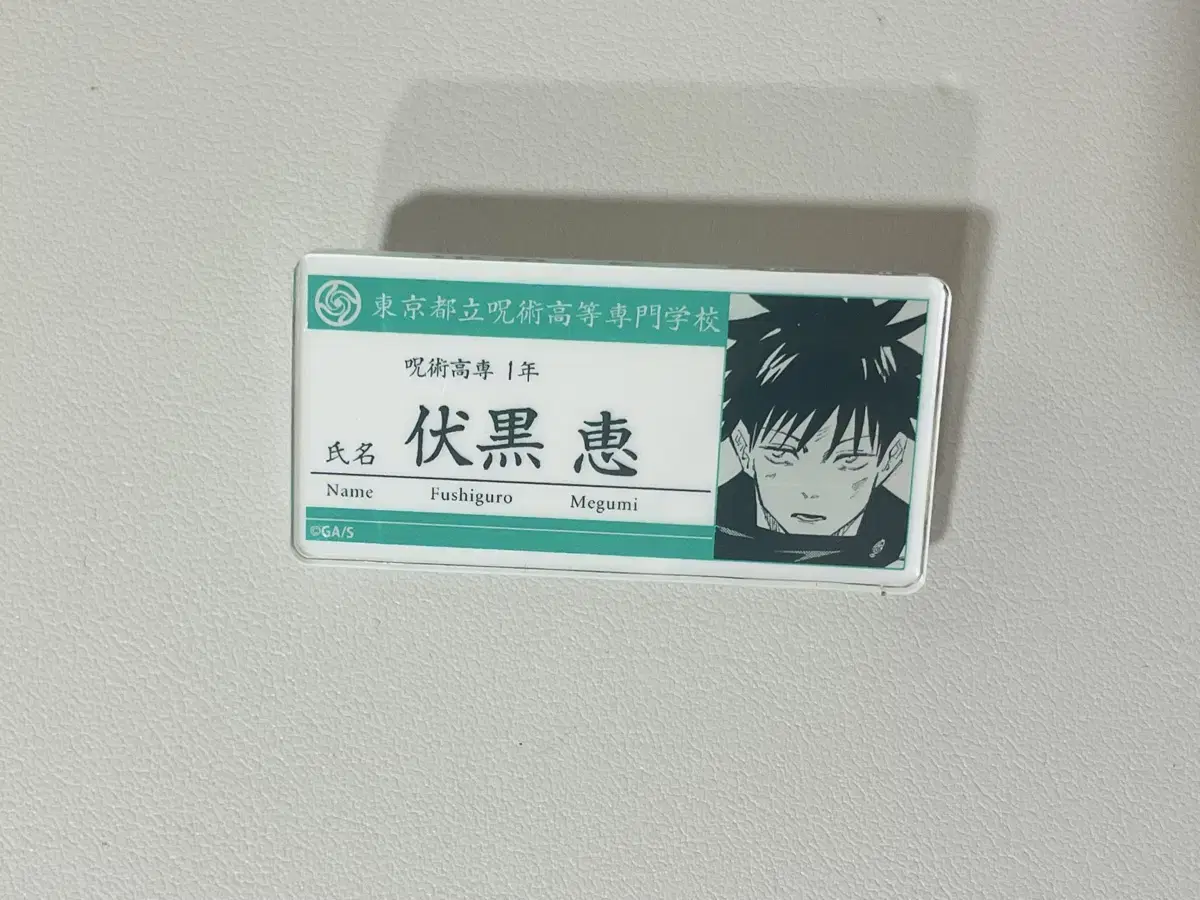 東京都立呪術高等専門学校
呪術高専 1年
氏名 伏黒 恵
Name Fushiguro Megumi
©GA/S